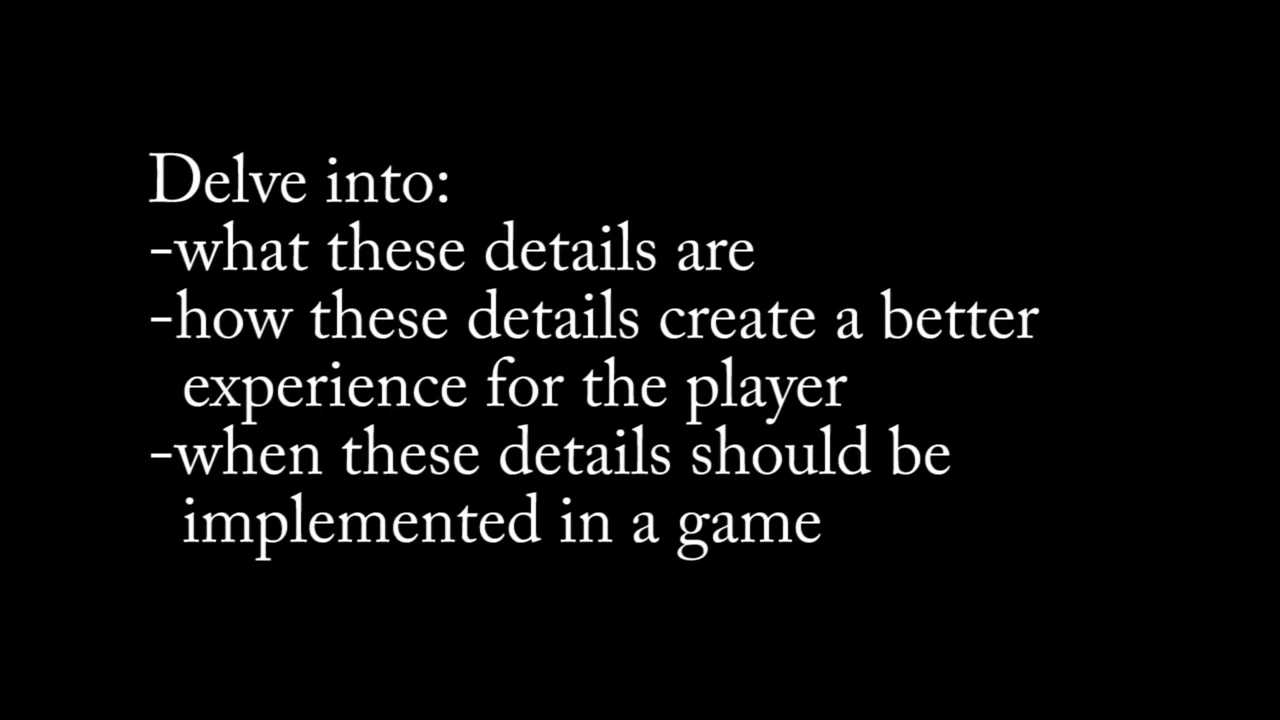 Delve into:
-what these details are
-how these details create a better
experience for the player
-when these details should be
implemented in a game